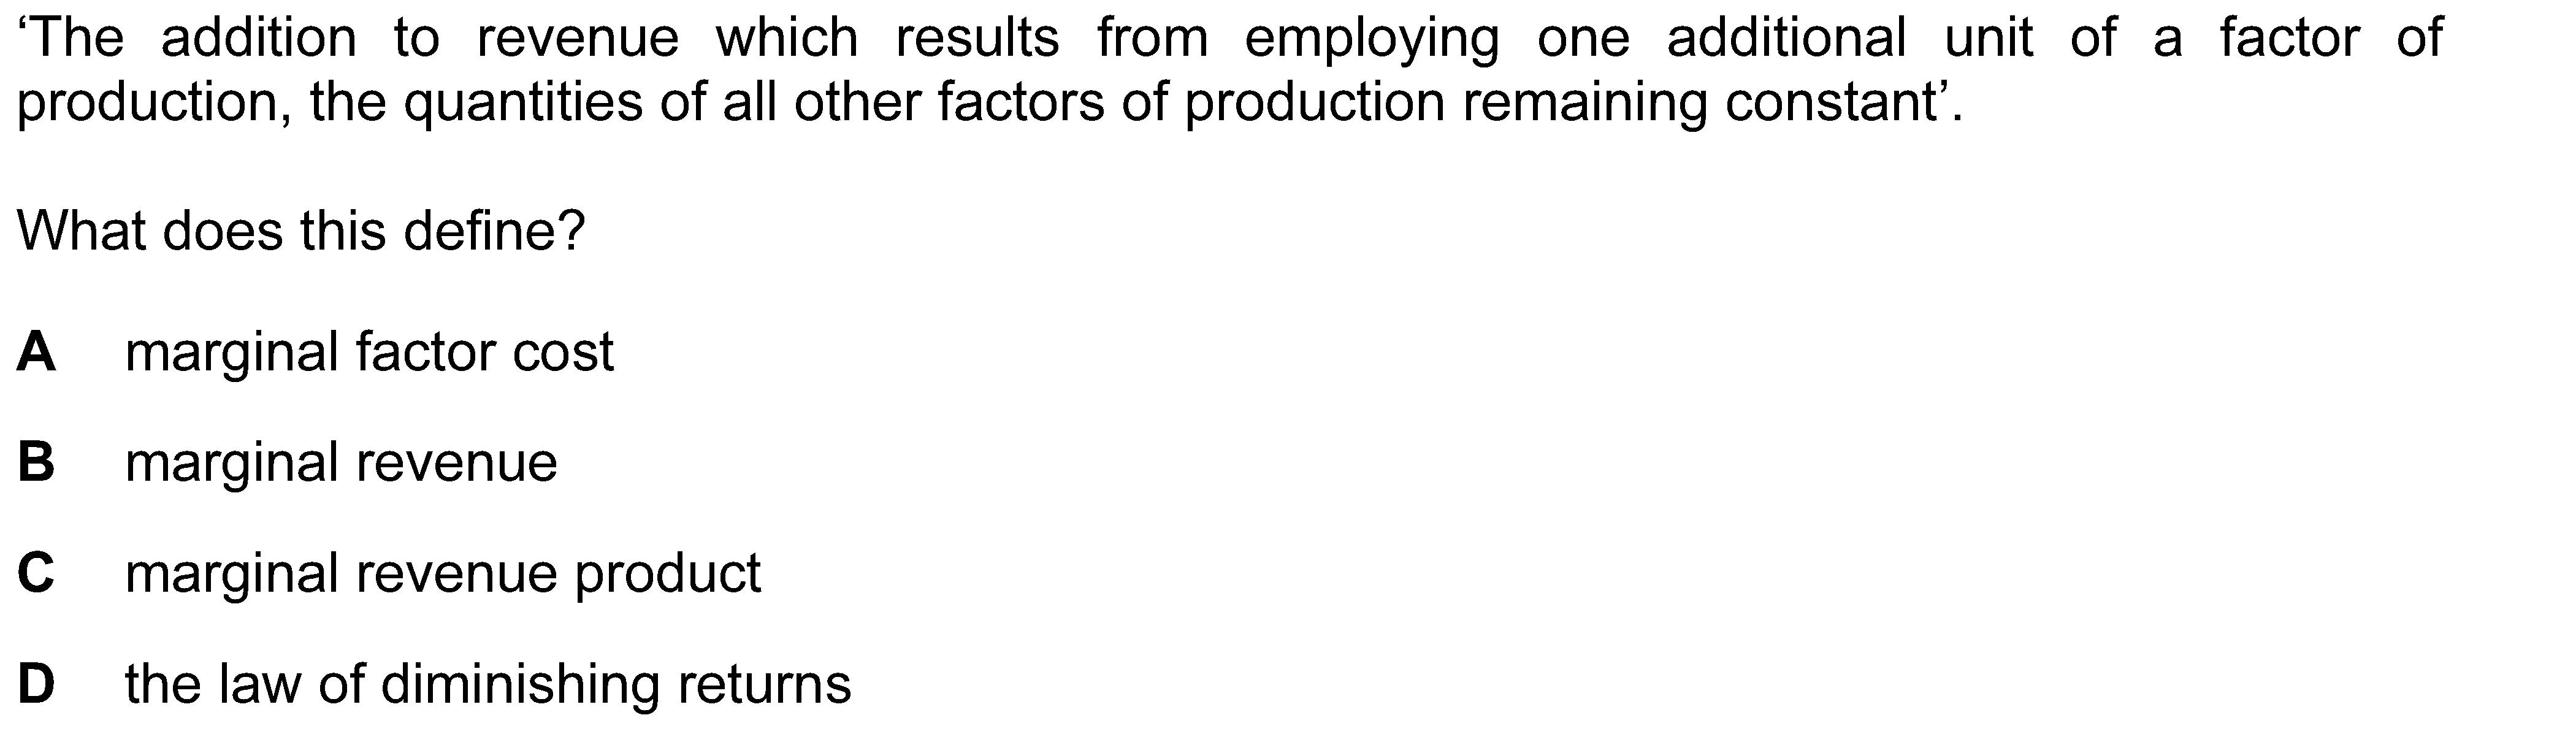 ‘The addition to revenue which results from employing one additional unit of a factor of
production, the quantities of all other factors of production remaining constant’.
What does this define?
A marginal factor cost
B marginal revenue
C marginal revenue product
D the law of diminishing returns